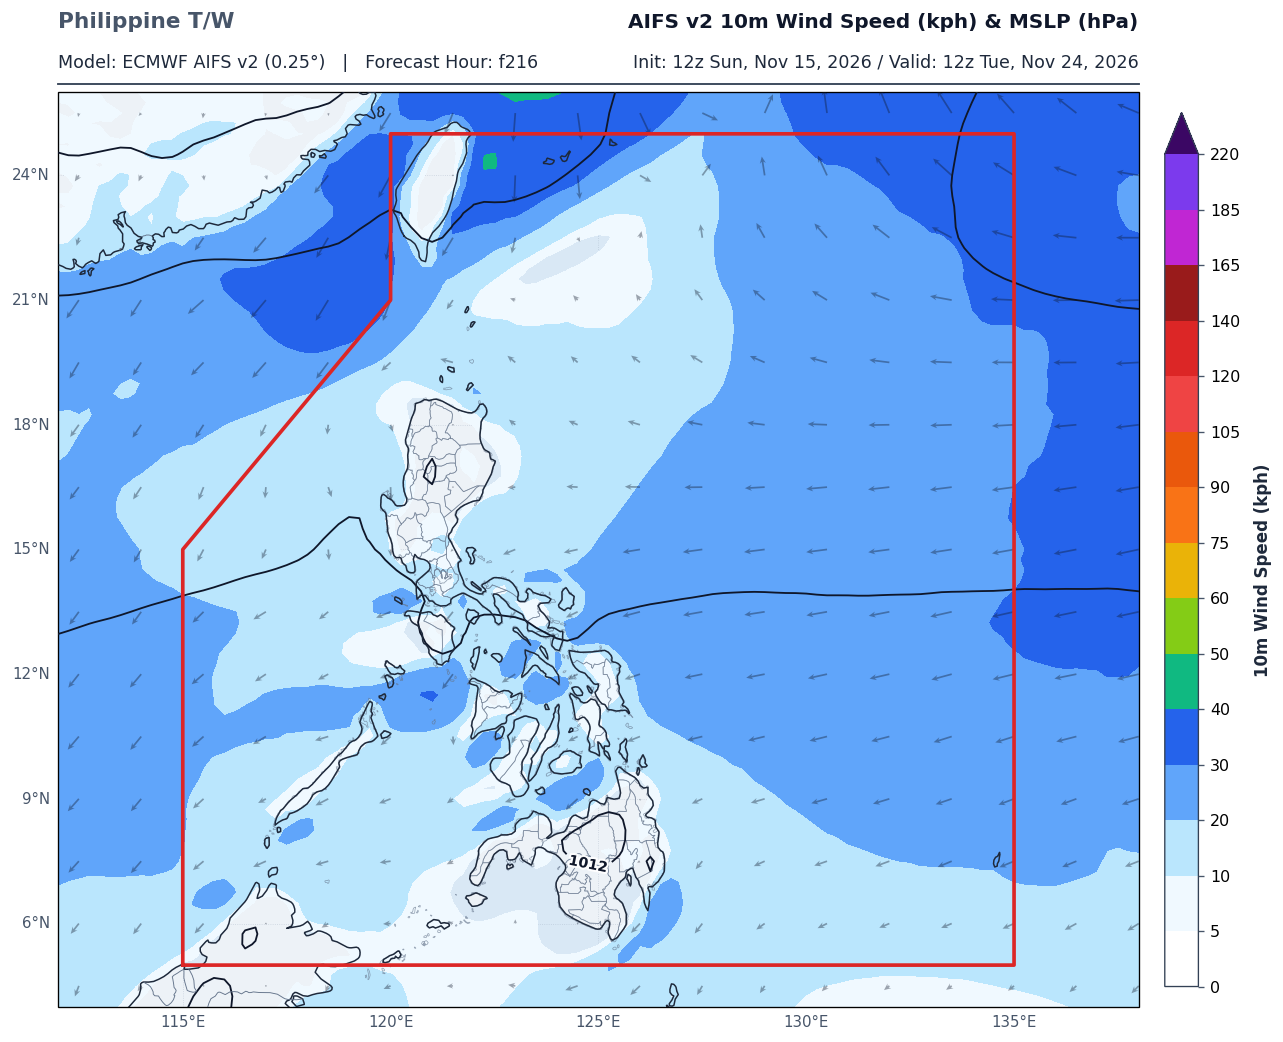 Philippine T/W
AIFS v2 10m Wind Speed (kph) & MSLP (hPa)
Model: ECMWF AIFS v2 (0.25°) | Forecast Hour: f216
Init: 12z Sun, Nov 15, 2026 / Valid: 12z Tue, Nov 24, 2026
24°N
21°N
18°N
15°N
12°N
9°N
6°N
1012
115°E
120°E
125°E
130°E
135°E
220
185
165
140
120
105
90
75
60
50
40
30
20
10
5
0
10m Wind Speed (kph)